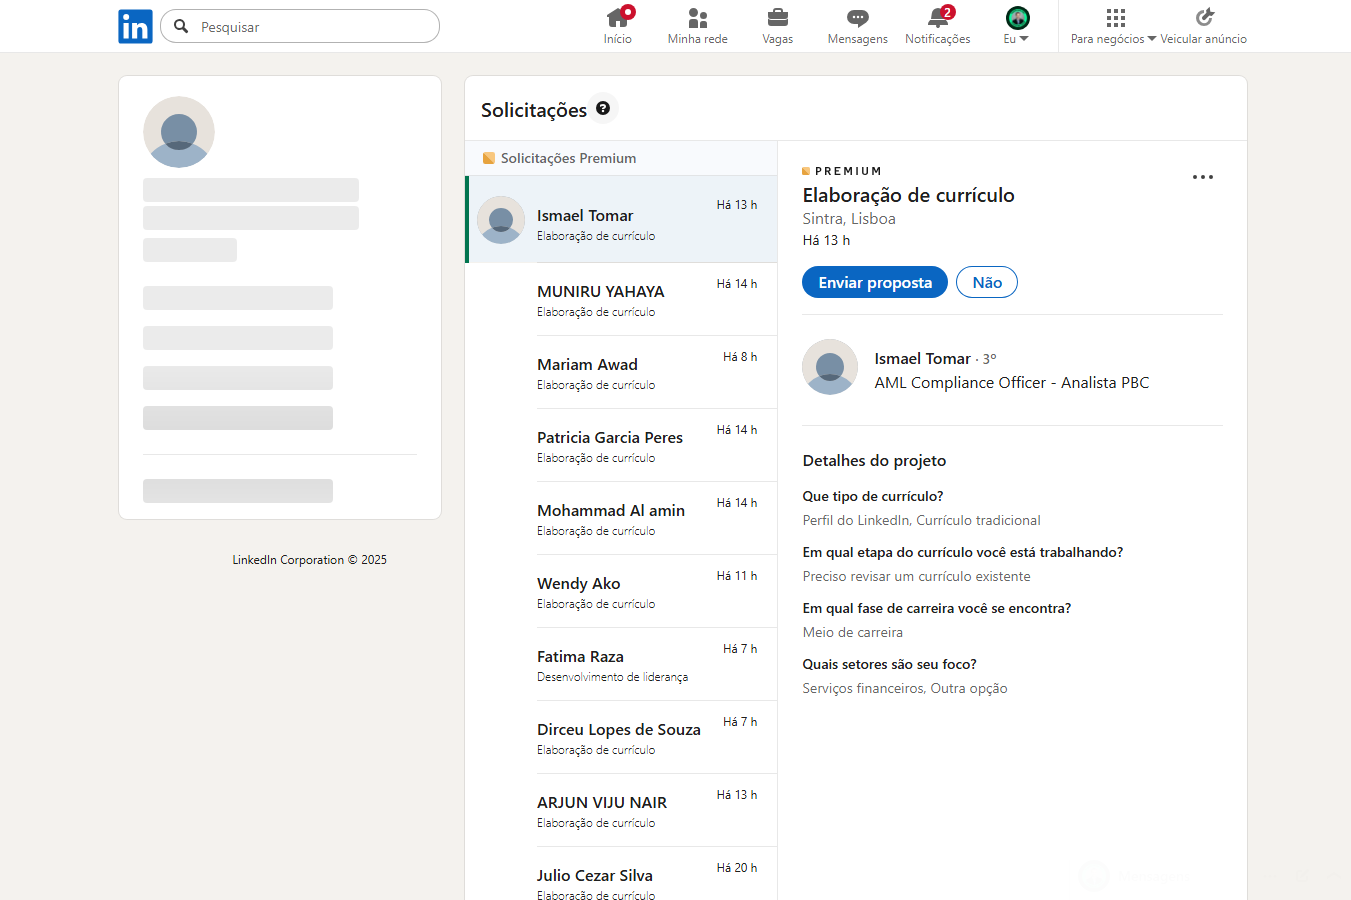 in
Pesquisar
Início
Minha rede
Vagas
Mensagens
2
Notificações
Eu
Para negócios
Veicular anúncio
Solicitações ?
Solicitações Premium
Há 13 h
Ismael Tomar
Elaboração de currículo
Há 14 h
MUNIRU YAHAYA
Elaboração de currículo
Há 8 h
Mariam Awad
Elaboração de currículo
Há 14 h
Patricia Garcia Peres
Elaboração de currículo
Há 14 h
Mohammad Al amin
Elaboração de currículo
Há 11 h
Wendy Ako
Elaboração de currículo
Há 7 h
Fatima Raza
Desenvolvimento de liderança
Há 7 h
Dirceu Lopes de Souza
Elaboração de currículo
Há 13 h
ARJUN VIJU NAIR
Elaboração de currículo
Há 20 h
Julio Cezar Silva
Elaboração de currículo
PREMIUM
Elaboração de currículo
Sintra, Lisboa
Há 13 h
Enviar proposta
Não
Ismael Tomar · 3º
AML Compliance Officer - Analista PBC
Detalhes do projeto
Que tipo de currículo?
Perfil do LinkedIn, Currículo tradicional
Em qual etapa do currículo você está trabalhando?
Preciso revisar um currículo existente
Em qual fase de carreira você se encontra?
Meio de carreira
Quais setores são seu foco?
Serviços financeiros, Outra opção
LinkedIn Corporation © 2025